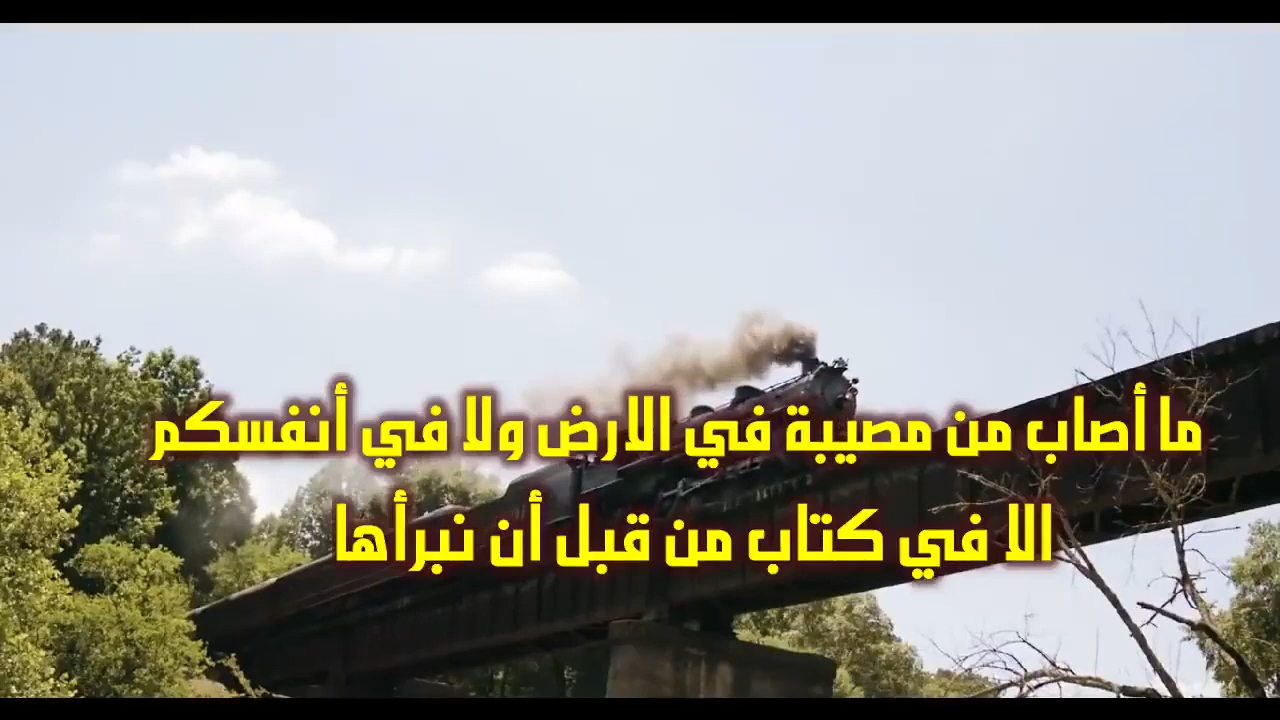 ما أصاب من مصيبة في الارض ولا في أنفسكم
الا في كتاب من قبل أن نبرأها